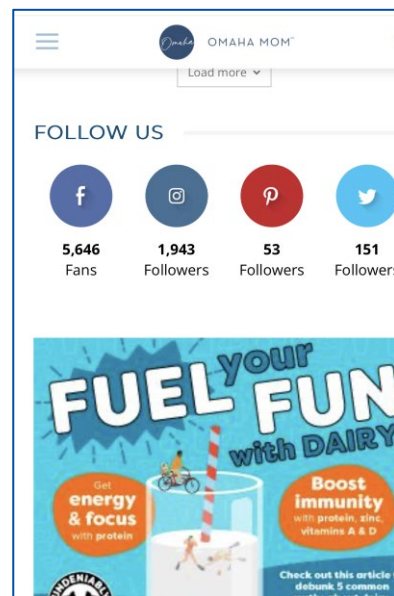 Omaha OMAHA MOM™
Load more
FOLLOW US
5,646 1,943 53 151
Fans Followers Followers Followers
FUEL your FUN
with DAIRY
Get
energy
& focus
with protein
Boost
immunity
with protein, zinc,
vitamins A & D
Check out this article
debunk 5 common